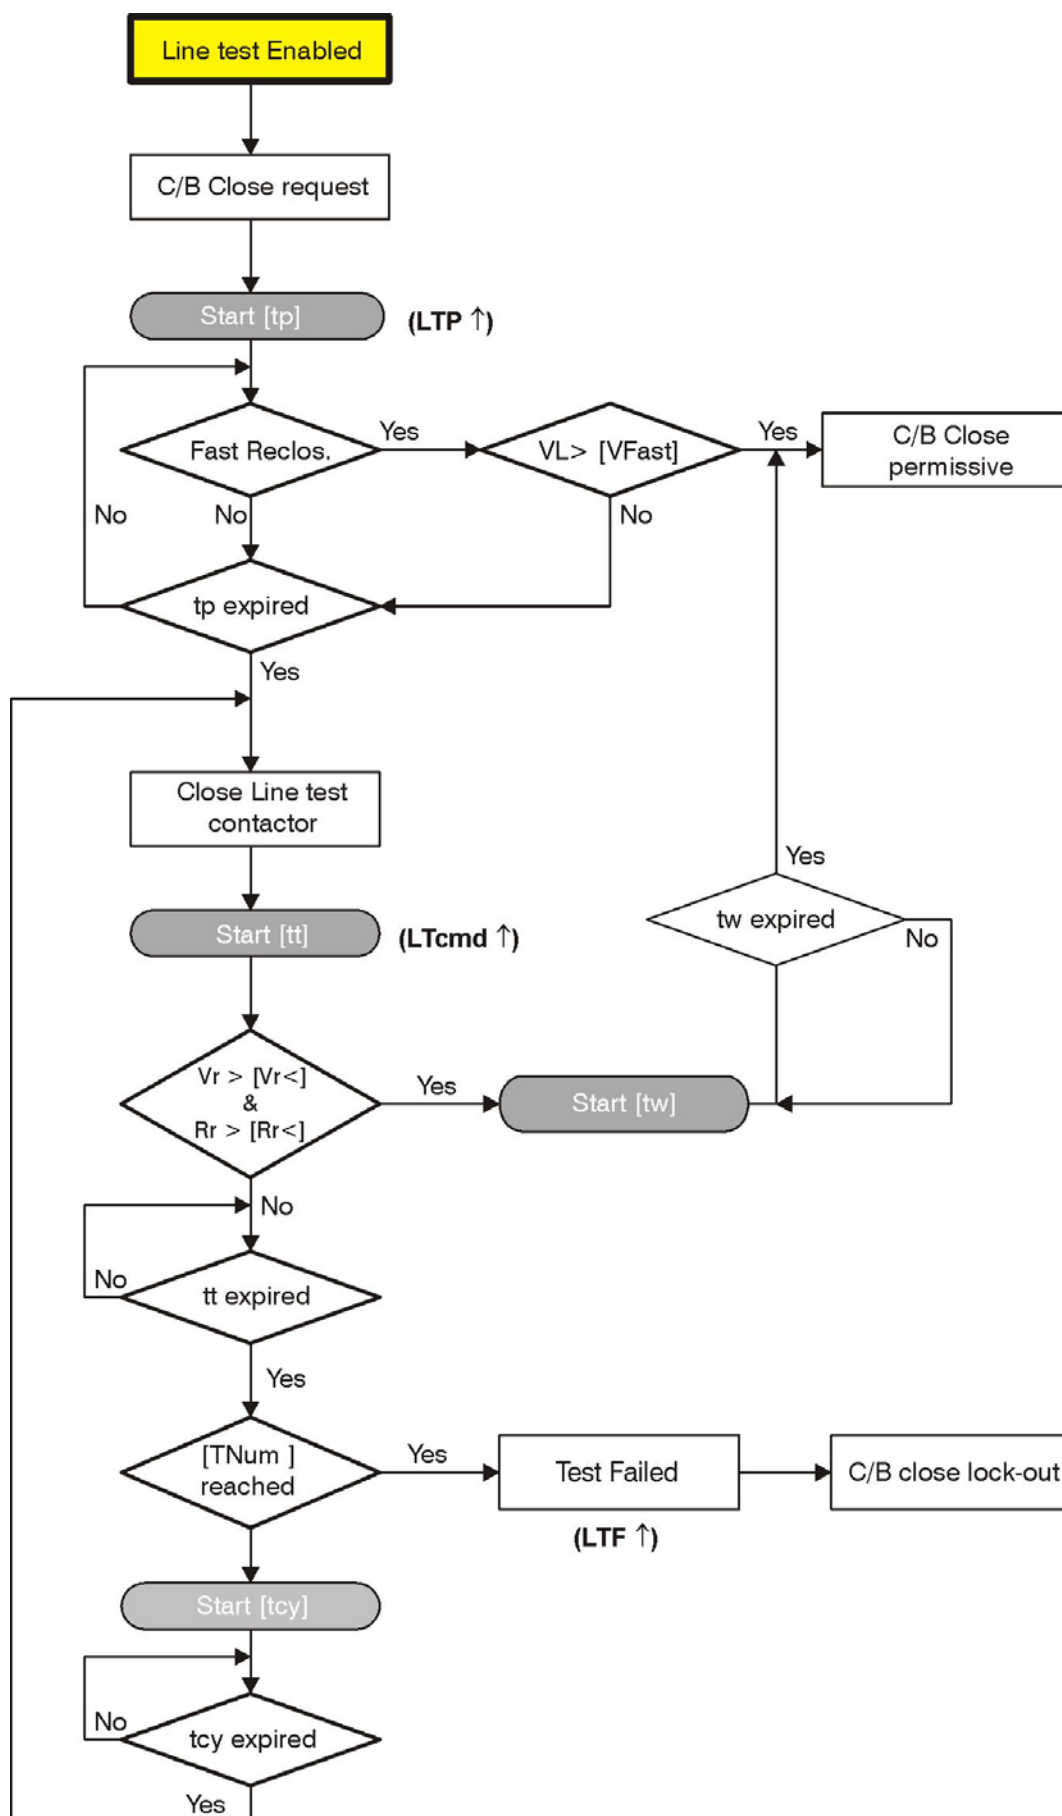 Line test Enabled
C/B Close request
Start [tp]
(LTP ↑)
Fast Reclos.
Yes
VL> [VFast]
Yes
C/B Close
permissive
No
No
No
tp expired
Yes
Close Line test
contactor
Yes
Start [tt]
(LTcmd ↑)
tw expired
No
Vr > [Vr<]
&
Rr > [Rr<]
Yes
Start [tw]
No
No
tt expired
Yes
[TNum ]
reached
Yes
Test Failed
C/B close lock-out
(LTF ↑)
Start [tcy]
No
tcy expired
Yes